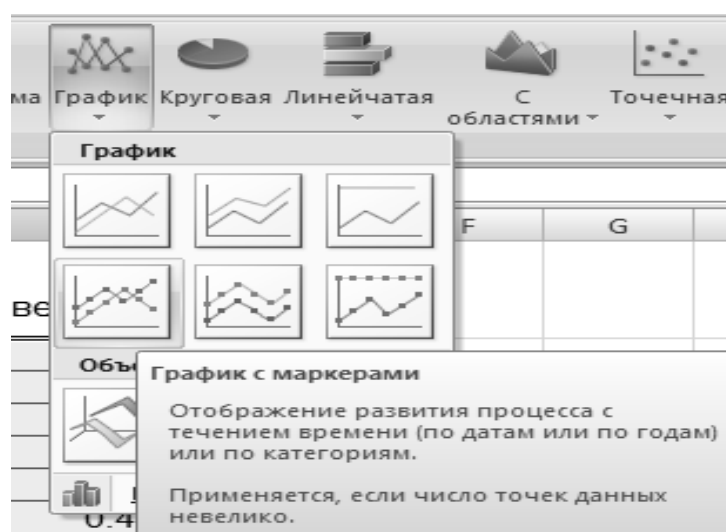 ма График Круговая Линейчатая С областями Точечная
График
F G
ве
Объ
График с маркерами
Отображение развития процесса с
течением времени (по датам или по годам)
или по категориям.
Применяется, если число точек данных
невелико.
0.4